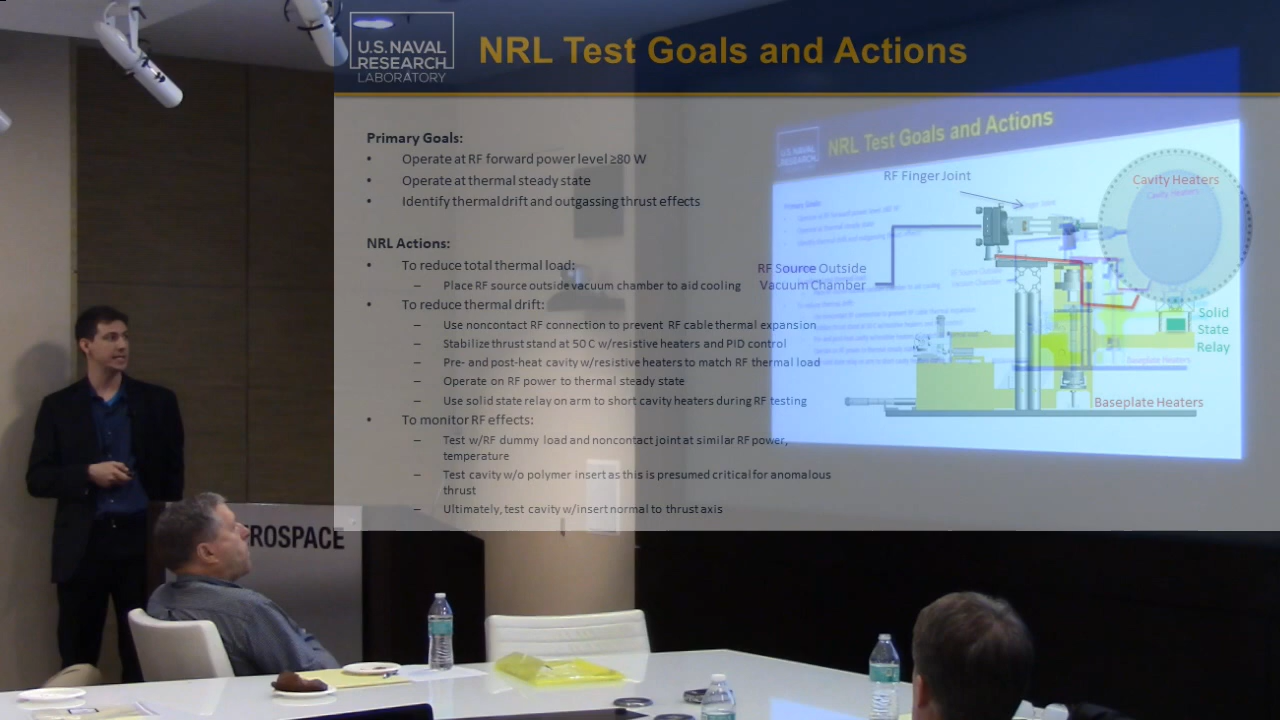 U.S. NAVAL
RESEARCH
LABORATORY
NRL Test Goals and Actions
Primary Goals:
• Operate at RF forward power level ≥80 W
• Operate at thermal steady state
• Identify thermal drift and outgassing thrust effects
NRL Actions:
• To reduce total thermal load:
– Place RF source outside vacuum chamber to aid cooling
• To reduce thermal drift:
– Use noncontact RF connection to prevent RF cable thermal expansion
– Stabilize thrust stand at 50 C w/resistive heaters and PID control
– Pre- and post-heat cavity w/resistive heaters to match RF thermal load
– Operate on RF power to thermal steady state
– Use solid state relay on arm to short cavity heaters during RF testing
• To monitor RF effects:
– Test w/RF dummy load and noncontact joint at similar RF power,
temperature
– Test cavity w/o polymer insert as this is presumed critical for anomalous
thrust
– Ultimately, test cavity w/insert normal to thrust axis
RF Finger Joint
Cavity Heaters
RF Source Outside
Vacuum Chamber
Solid
State
Relay
Baseplate Heaters
U.S. NAVAL
RESEARCH
NRL Test Goals and Actions
Primary Goals
Cavity Heaters
Baseplate Heaters
ROSPACE